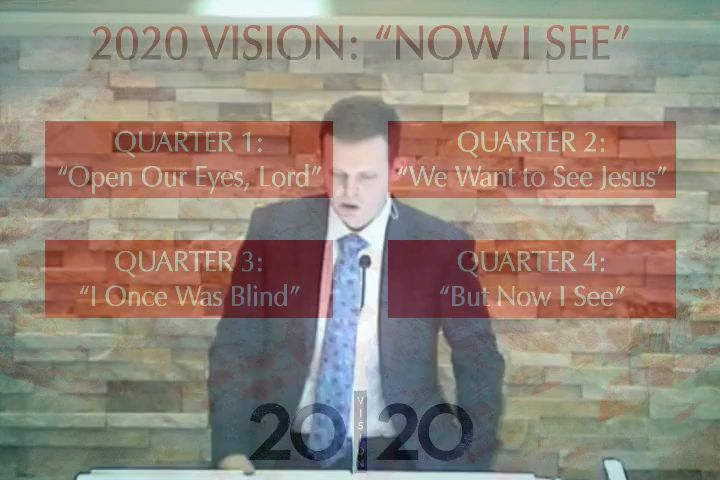 2020 VISION: “NOW I SEE”
QUARTER 1:
“Open Our Eyes, Lord”
QUARTER 2:
“We Want to See Jesus”
QUARTER 3:
“I Once Was Blind”
QUARTER 4:
“But Now I See”
20 VISION 20